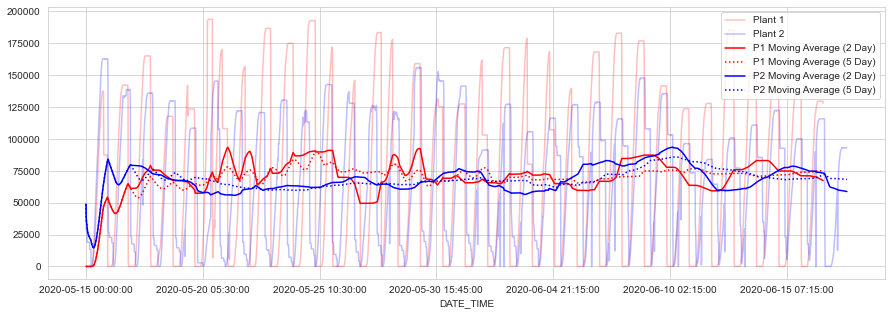 200000
175000
150000
125000
100000
75000
50000
25000
0
Plant 1
Plant 2
P1 Moving Average (2 Day)
P1 Moving Average (5 Day)
P2 Moving Average (2 Day)
P2 Moving Average (5 Day)
2020-05-15 00:00:00 2020-05-20 05:30:00 2020-05-25 10:30:00 2020-05-30 15:45:00 2020-06-04 21:15:00 2020-06-10 02:15:00 2020-06-15 07:15:00
DATE_TIME